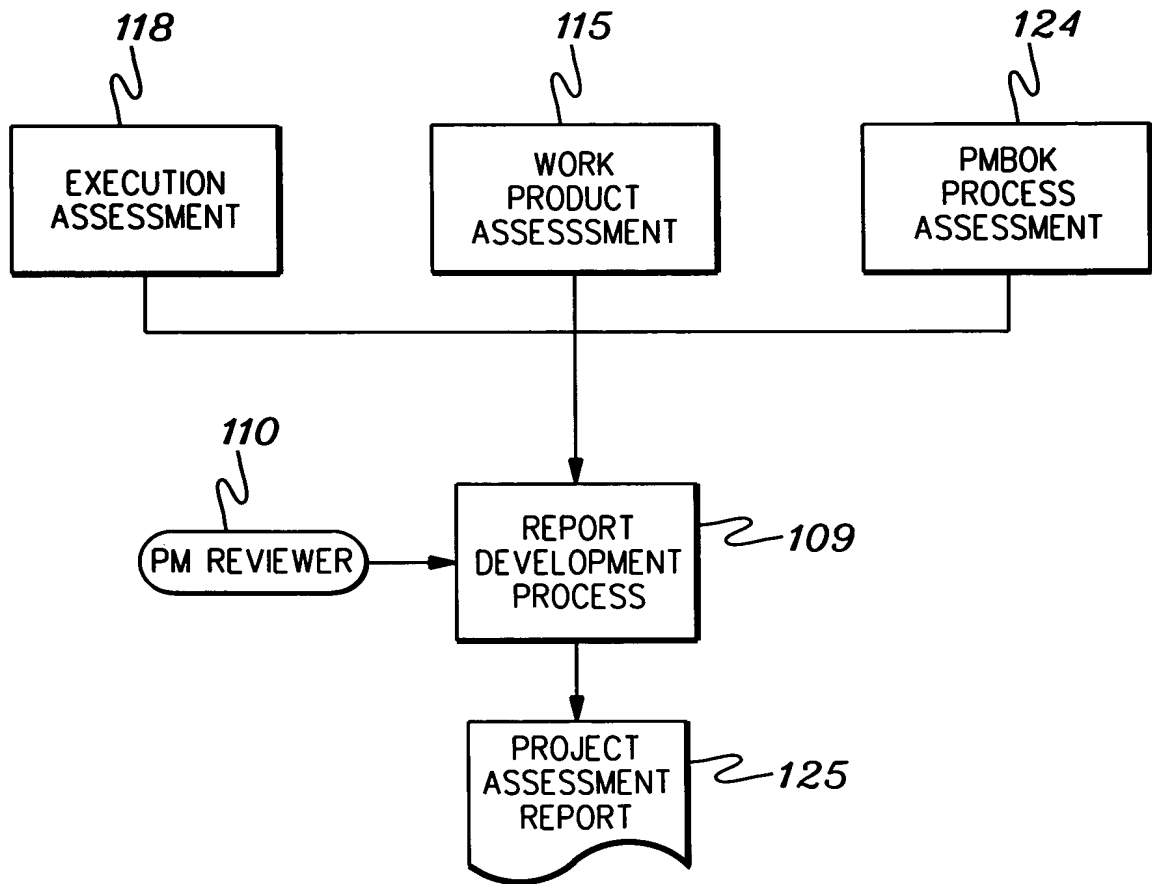 118
115
124
EXECUTION
ASSESSMENT
WORK
PRODUCT
ASSESSSMENT
PMBOK
PROCESS
ASSESSMENT
110
PM REVIEWER
REPORT
DEVELOPMENT
PROCESS
109
PROJECT
ASSESSMENT
REPORT
125